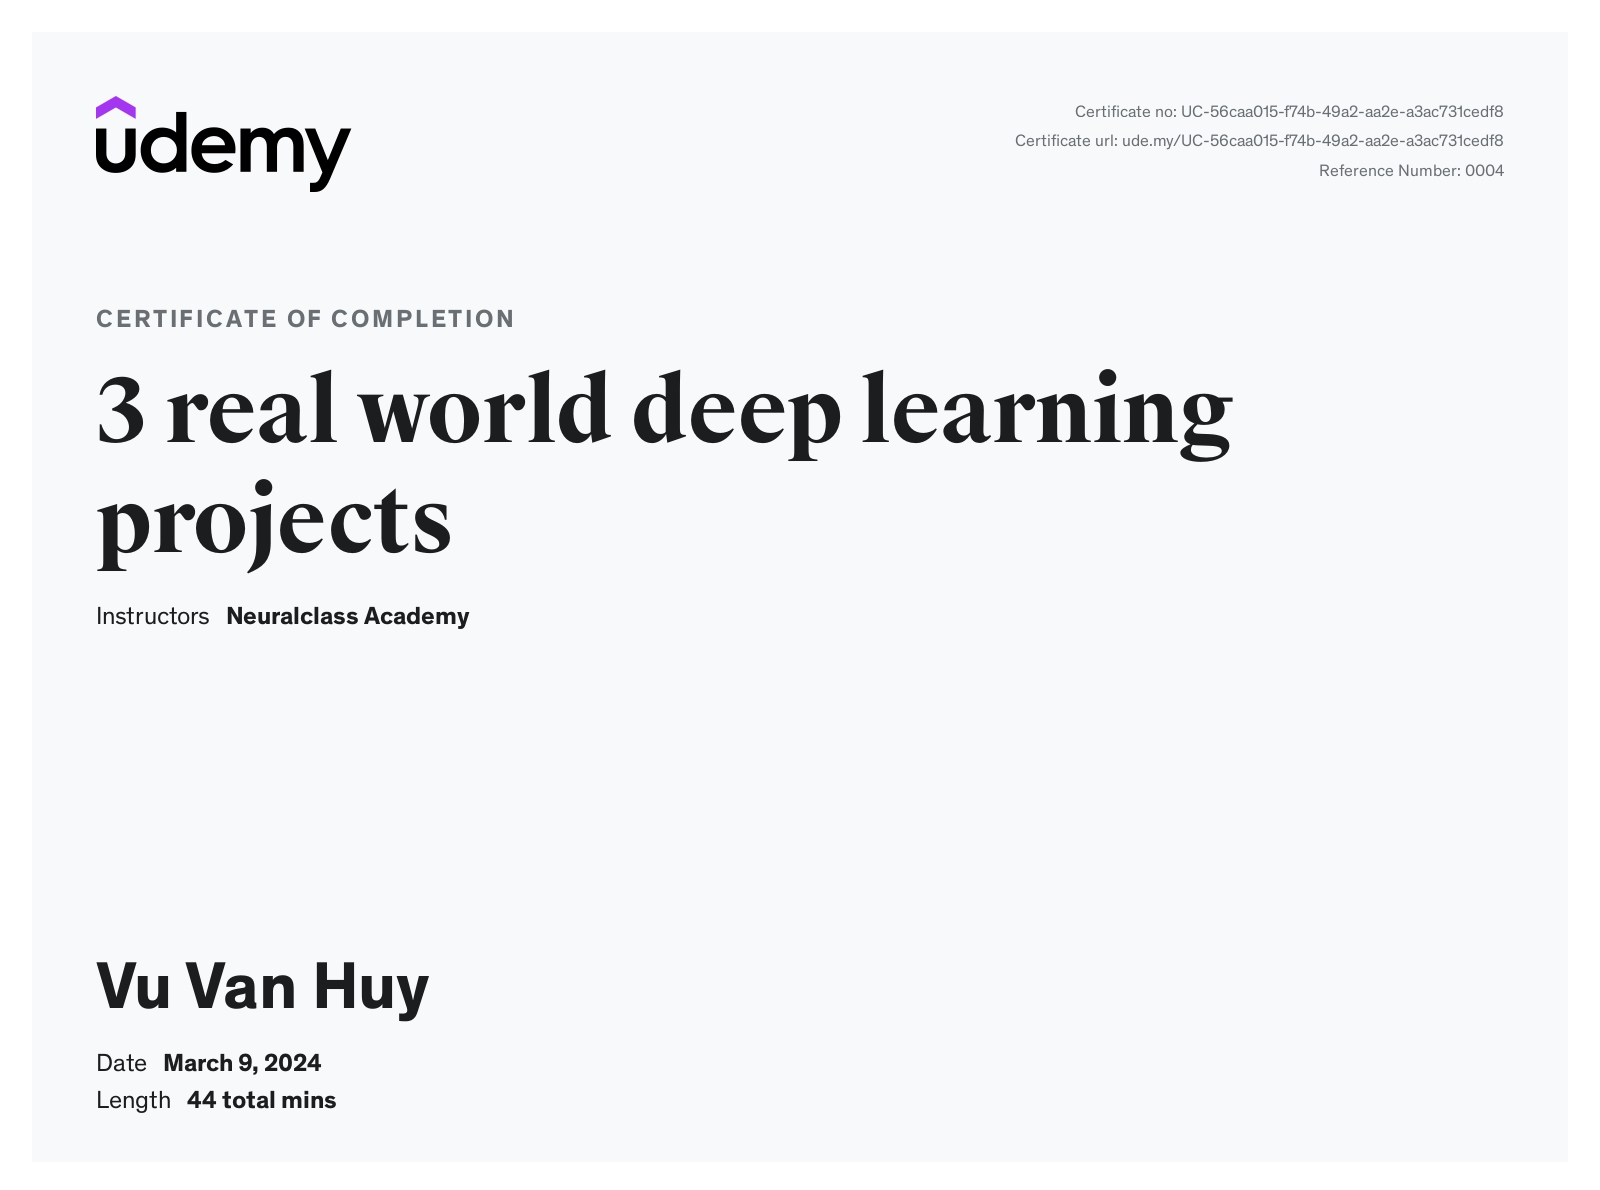 udemy
Certificate no: UC-56caa015-f74b-49a2-aa2e-a3ac731cedf8
Certificate url: ude.my/UC-56caa015-f74b-49a2-aa2e-a3ac731cedf8
Reference Number: 0004
CERTIFICATE OF COMPLETION
3 real world deep learning
projects
Instructors Neuralclass Academy
Vu Van Huy
Date March 9, 2024
Length 44 total mins